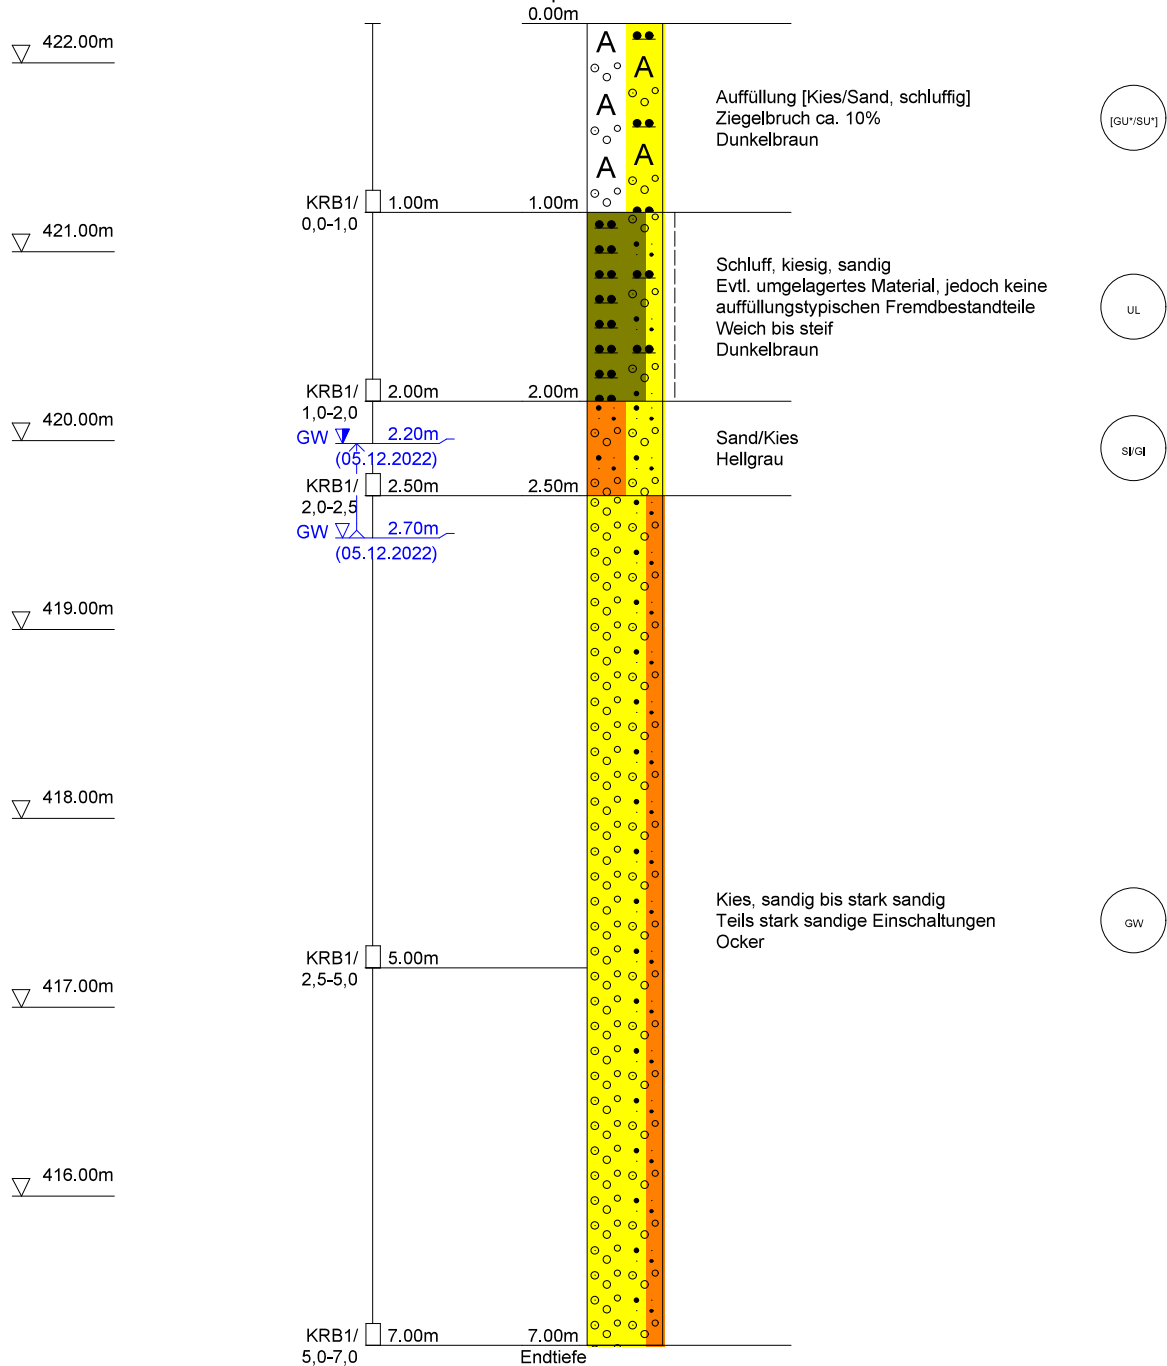 0.00m
422.00m
A
A
A
A
A
Auffüllung [Kies/Sand, schluffig]
Ziegelbruch ca. 10%
Dunkelbraun
[GU*/SU*]
KRB1/
0,0-1,0
1.00m
1.00m
421.00m
Schluff, kiesig, sandig
Evtl. umgelagertes Material, jedoch keine
auffüllungstypischen Fremdbestandteile
Weich bis steif
Dunkelbraun
UL
KRB1/
1,0-2,0
2.00m
2.00m
420.00m
GW
2.20m
(05.12.2022)
Sand/Kies
Hellgrau
SI/GI
KRB1/
2,0-2,5
2.50m
2.50m
GW
2.70m
(05.12.2022)
419.00m
418.00m
Kies, sandig bis stark sandig
Teils stark sandige Einschaltungen
Ocker
GW
KRB1/
2,5-5,0
5.00m
417.00m
416.00m
KRB1/
5,0-7,0
7.00m
7.00m
Endtiefe